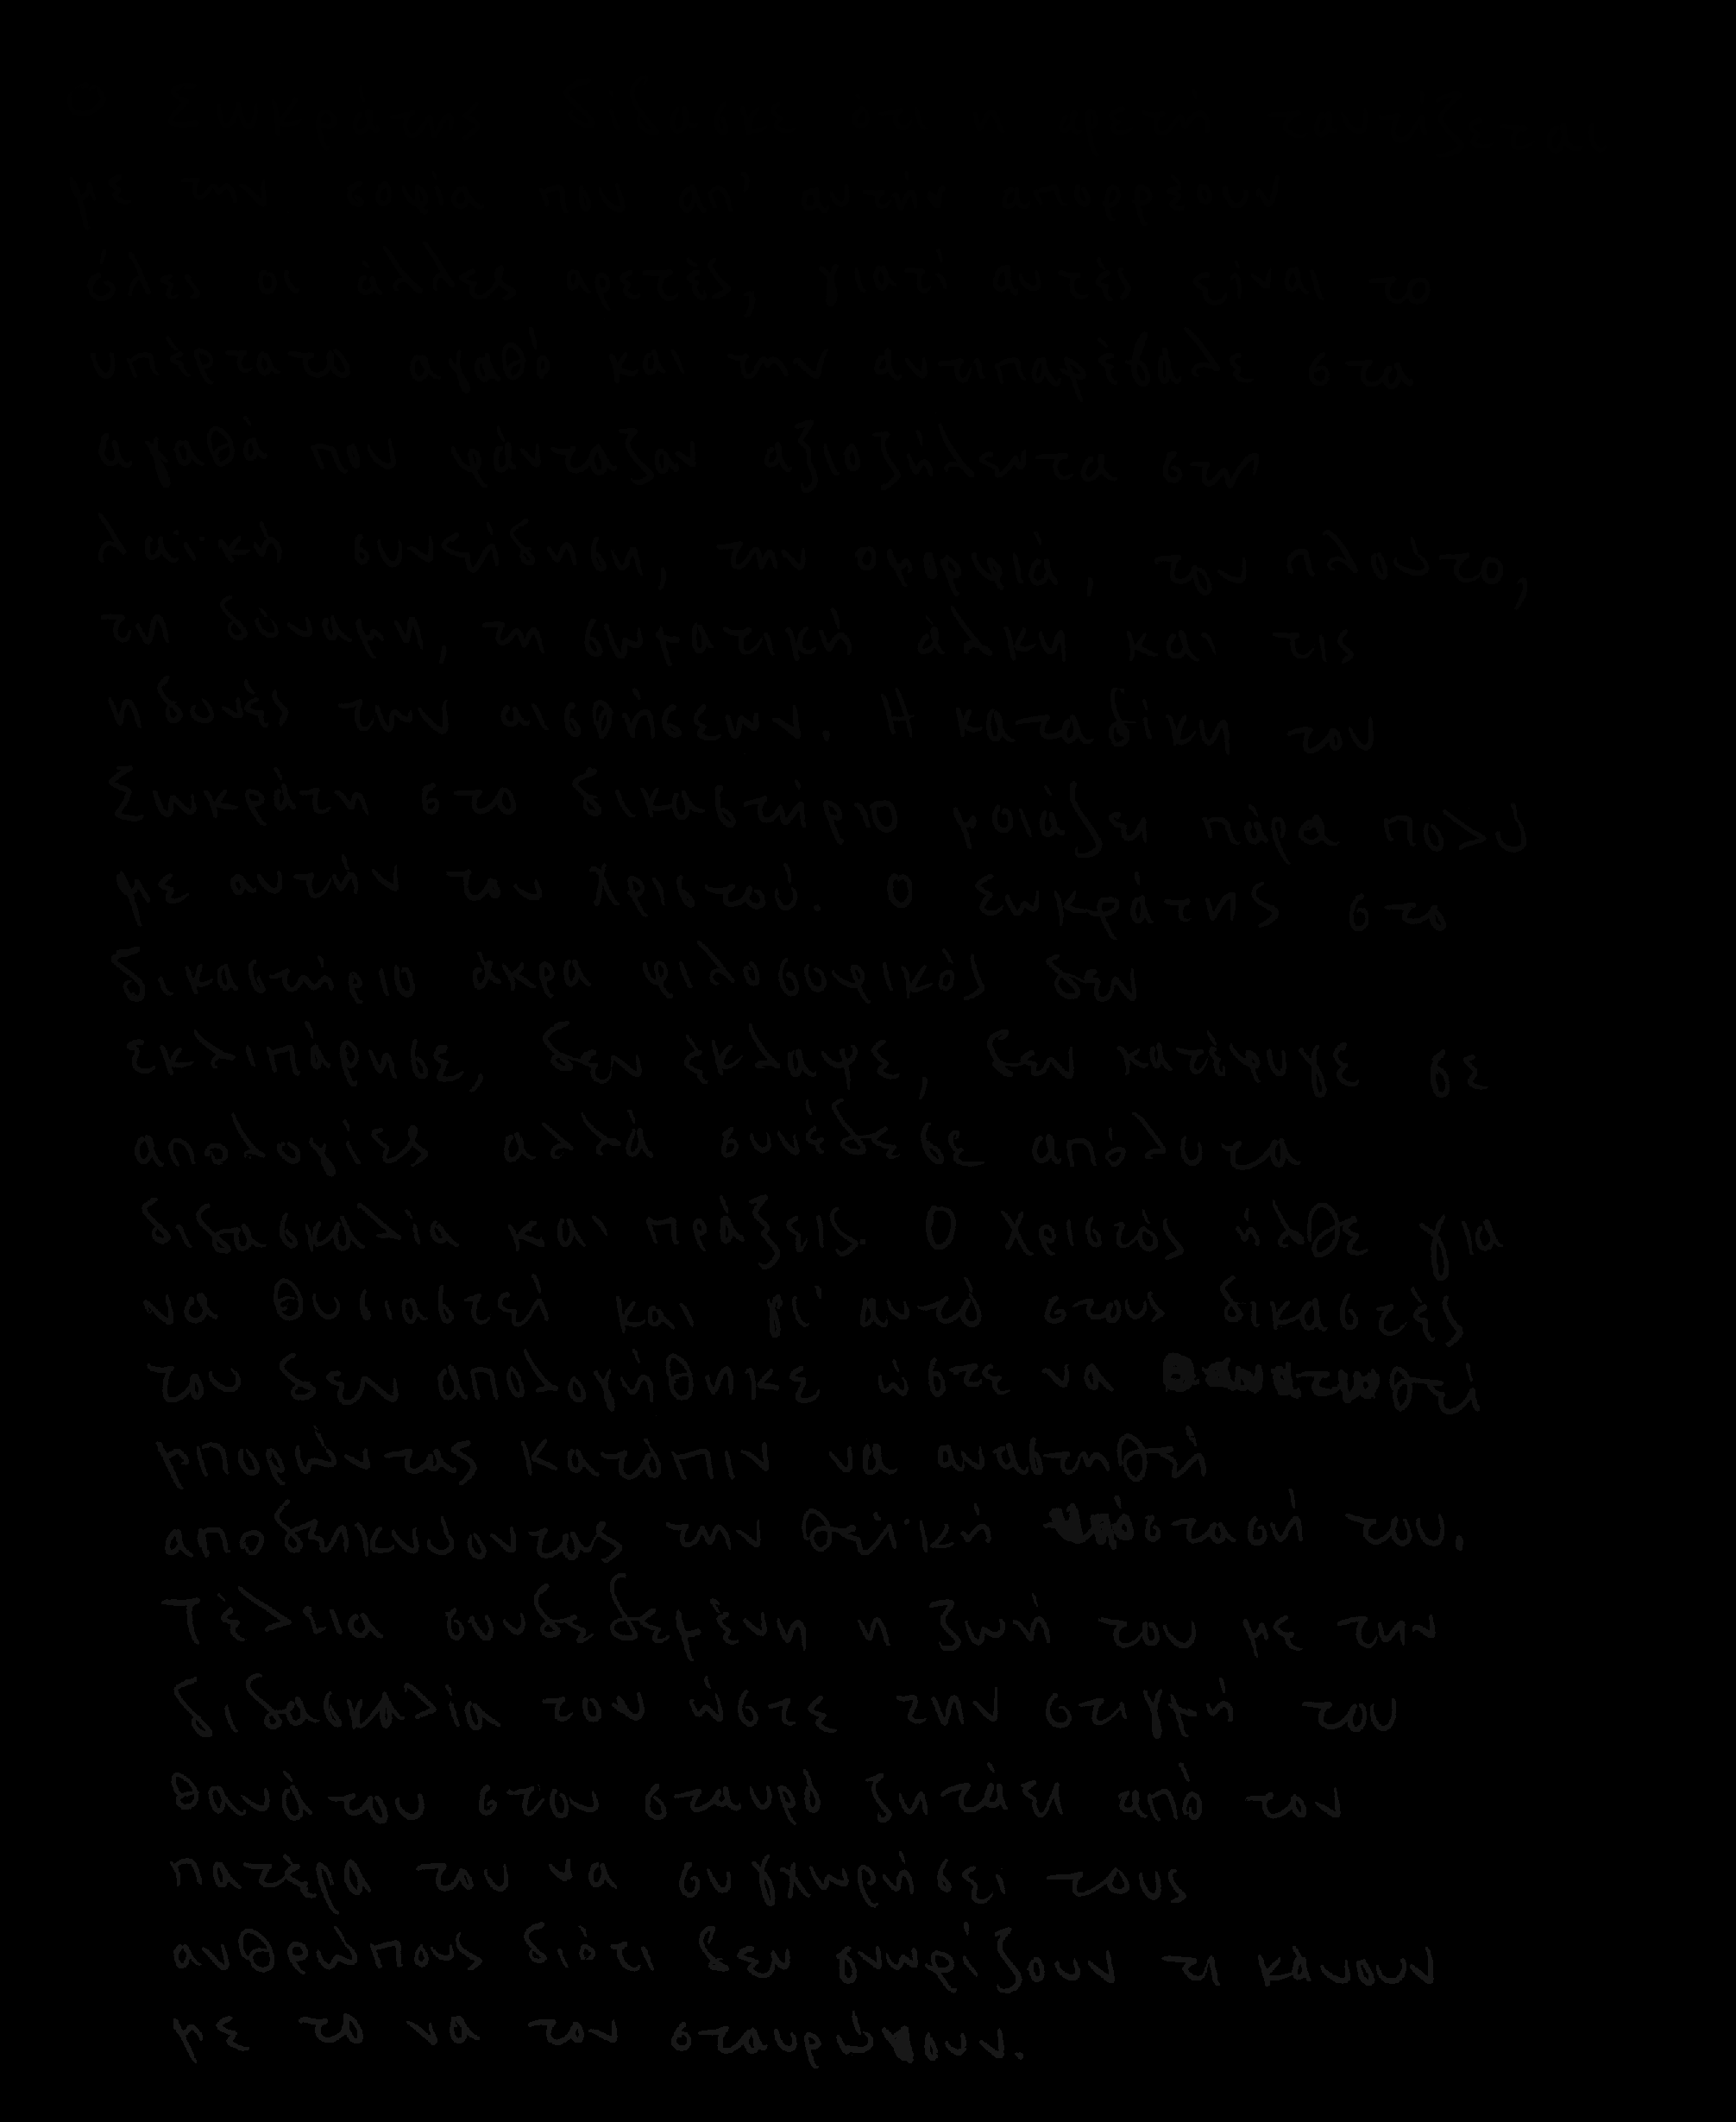 με την σοφία που απ' αυτήν απορρέουν
όλες οι άλλες αρετές, γιατί αυτές είναι το
υπέρτατο αγαθό και την αντιπαρέβαλε στα
αγαθά που φάνταζαν αξιοζήλευτα στη
λαϊκή συνείδηση, την ομορφιά, τον πλούτο,
τη δύναμη, τη σωματική άλκη και τις
ηδονές των αισθήσεων. Η καταδίκη του
Σωκράτη στο δικαστήριο μοιάζει πάρα πολύ
με αυτήν του Χριστού. Ο Σωκράτης στο
δικαστήριο άκρα φιλοσοφικός δεν
εκλιπάρησε, δεν έκλαψε, δεν κατέφυγε σε
απολογίες αλλά συνέδεσε απόλυτα
διδασκαλία και πράξεις. Ο Χριστός ήλθε για
να θυσιαστεί και γι' αυτό στους δικαστές
του δεν απολογήθηκε ώστε να θανατωθεί
μπορώντας κατόπιν να αναστηθεί
αποδεικνύοντας την θεϊκή υπόστασή του.
Τέλεια συνδεδεμένη η ζωή του με την
διδασκαλία του ώστε την στιγμή του
θανάτου στον σταυρό ζητάει από τον
πατέρα του να συγχωρήσει τους
ανθρώπους διότι δεν γνωρίζουν τι κάνουν
με το να τον σταυρώνουν.